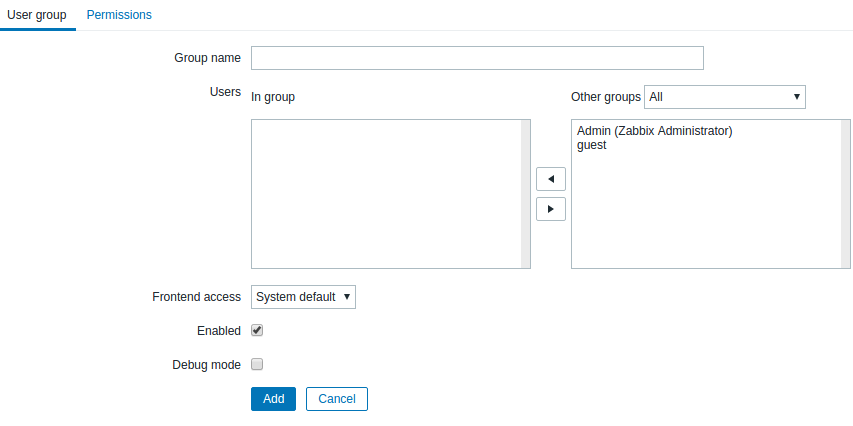 User group Permissions
Group name
Users In group Other groups All
Admin (Zabbix Administrator)
guest
Frontend access System default
Enabled
Debug mode
Add Cancel